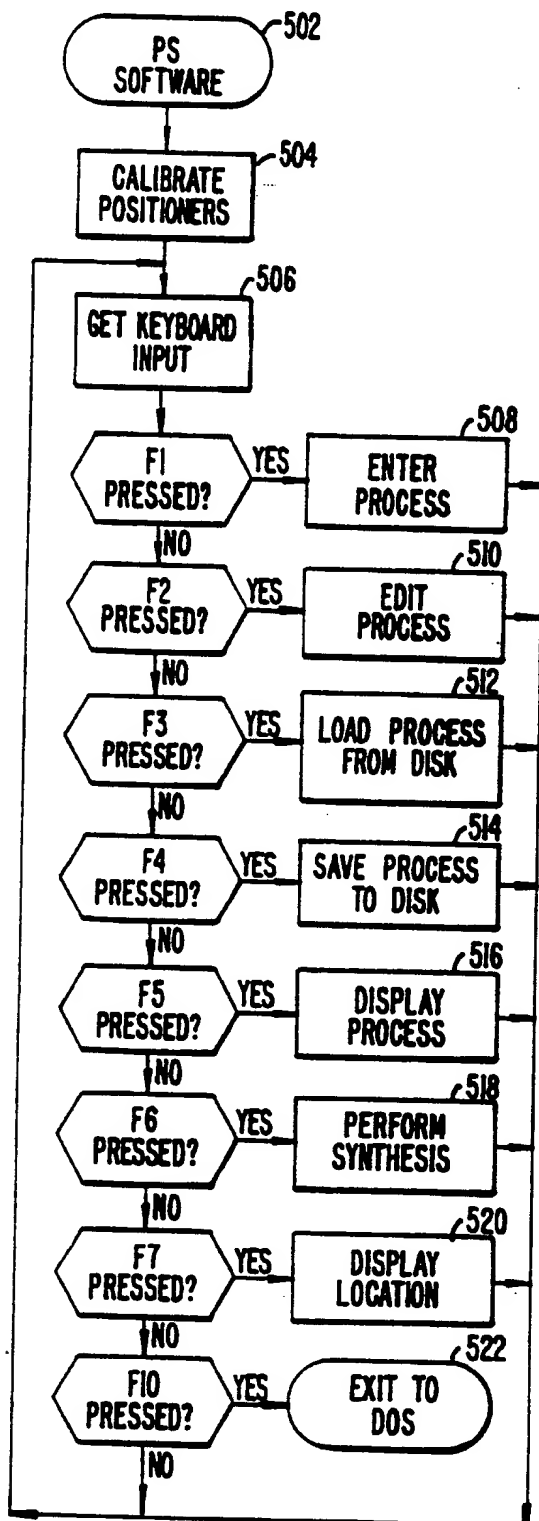 502
PS
SOFTWARE
504
CALIBRATE
POSITIONERS
506
GET KEYBOARD
INPUT
508
F1
PRESSED?
YES
ENTER
PROCESS
NO
510
F2
PRESSED?
YES
EDIT
PROCESS
NO
512
F3
PRESSED?
YES
LOAD PROCESS
FROM DISK
NO
514
F4
PRESSED?
YES
SAVE PROCESS
TO DISK
NO
516
F5
PRESSED?
YES
DISPLAY
PROCESS
NO
518
F6
PRESSED?
YES
PERFORM
SYNTHESIS
NO
520
F7
PRESSED?
YES
DISPLAY
LOCATION
NO
522
F10
PRESSED?
YES
EXIT TO
DOS
NO